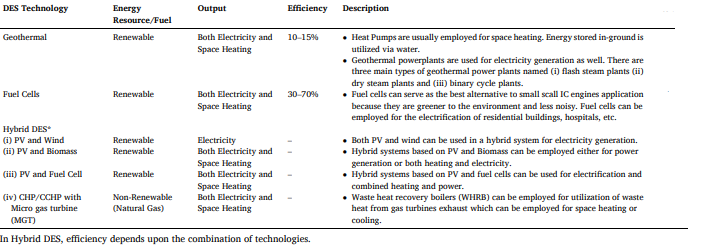 DES Technology Energy Resource/Fuel Output Efficiency Description
Geothermal Renewable Both Electricity and Space Heating 10–15% • Heat Pumps are usually employed for space heating. Energy stored in-ground is
utilized via water.
• Geothermal powerplants are used for electricity generation as well. There are
three main types of geothermal power plants named (i) flash steam plants (ii)
dry steam plants and (iii) binary cycle plants.
Fuel Cells Renewable Both Electricity and Space Heating 30–70% • Fuel cells can serve as the best alternative to small scall IC engines application
because they are greener to the environment and less noisy. Fuel cells can be
employed for the electrification of residential buildings, hospitals, etc.
Hybrid DES*
(i) PV and Wind Renewable Electricity – • Both PV and wind can be used in a hybrid system for electricity generation.
(ii) PV and Biomass Renewable Both Electricity and Space Heating – • Hybrid systems based on PV and Biomass can be employed either for power
generation or both heating and electricity.
(iii) PV and Fuel Cell Renewable Both Electricity and Space Heating – • Hybrid systems based on PV and fuel cells can be used for electrification and
combined heating and power.
(iv) CHP/CCHP with Micro gas turbine (MGT) Non-Renewable (Natural Gas) Both Electricity and Space Heating – • Waste heat recovery boilers (WHRB) can be employed for utilization of waste
heat from gas turbines exhaust which can be employed for space heating or
cooling.
In Hybrid DES, efficiency depends upon the combination of technologies.